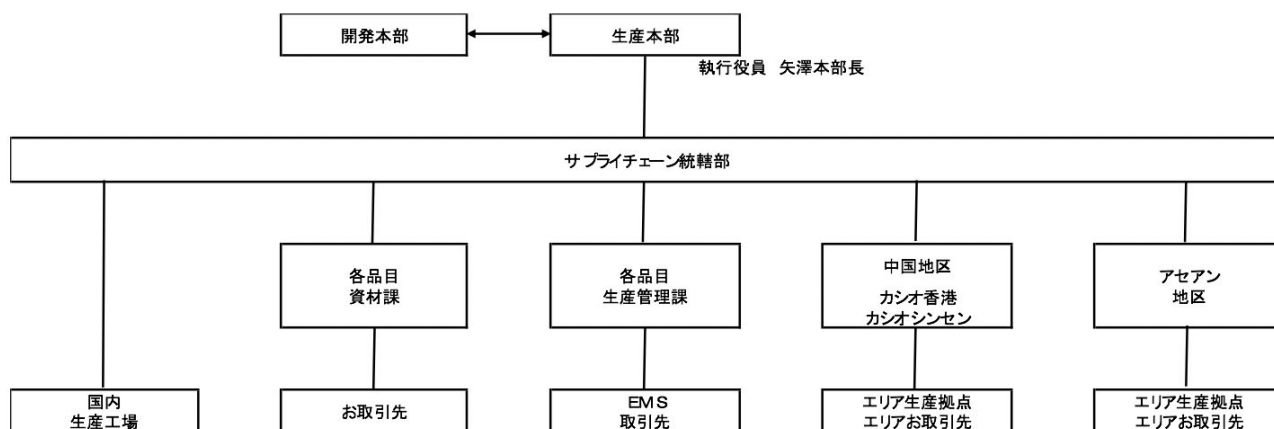 開発本部
生産本部
執行役員 矢澤本部長
サプライチェーン統轄部
各品目
資材課
各品目
生産管理課
中国地区
カシオ香港
カシオシンセン
アセアン
地区
国内
生産工場
お取引先
EMS
取引先
エリア生産拠点
エリアお取引先
エリア生産拠点
エリアお取引先